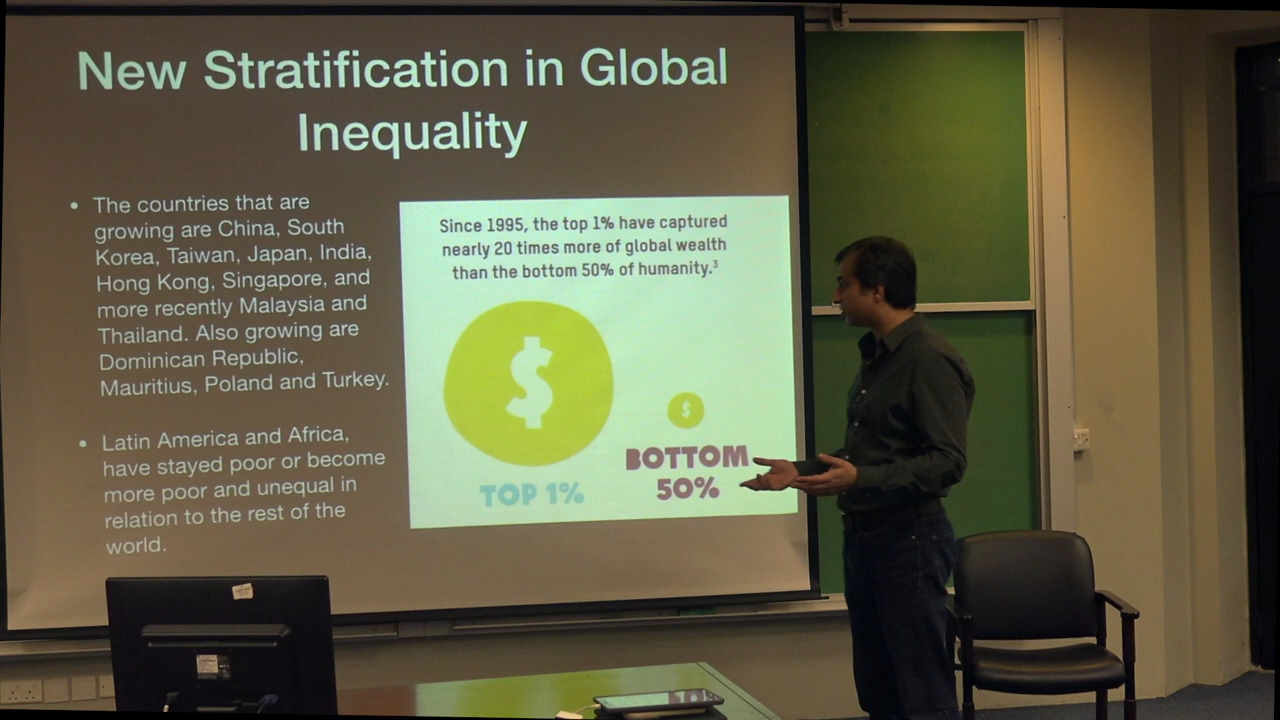 New Stratification in Global
Inequality
• The countries that are
growing are China, South
Korea, Taiwan, Japan, India,
Hong Kong, Singapore, and
more recently Malaysia and
Thailand. Also growing are
Dominican Republic,
Mauritius, Poland and Turkey.
• Latin America and Africa,
have stayed poor or become
more poor and unequal in
relation to the rest of the
world.
Since 1995, the top 1% have captured
nearly 20 times more of global wealth
than the bottom 50% of humanity.³
$
$
TOP 1%
BOTTOM
50%